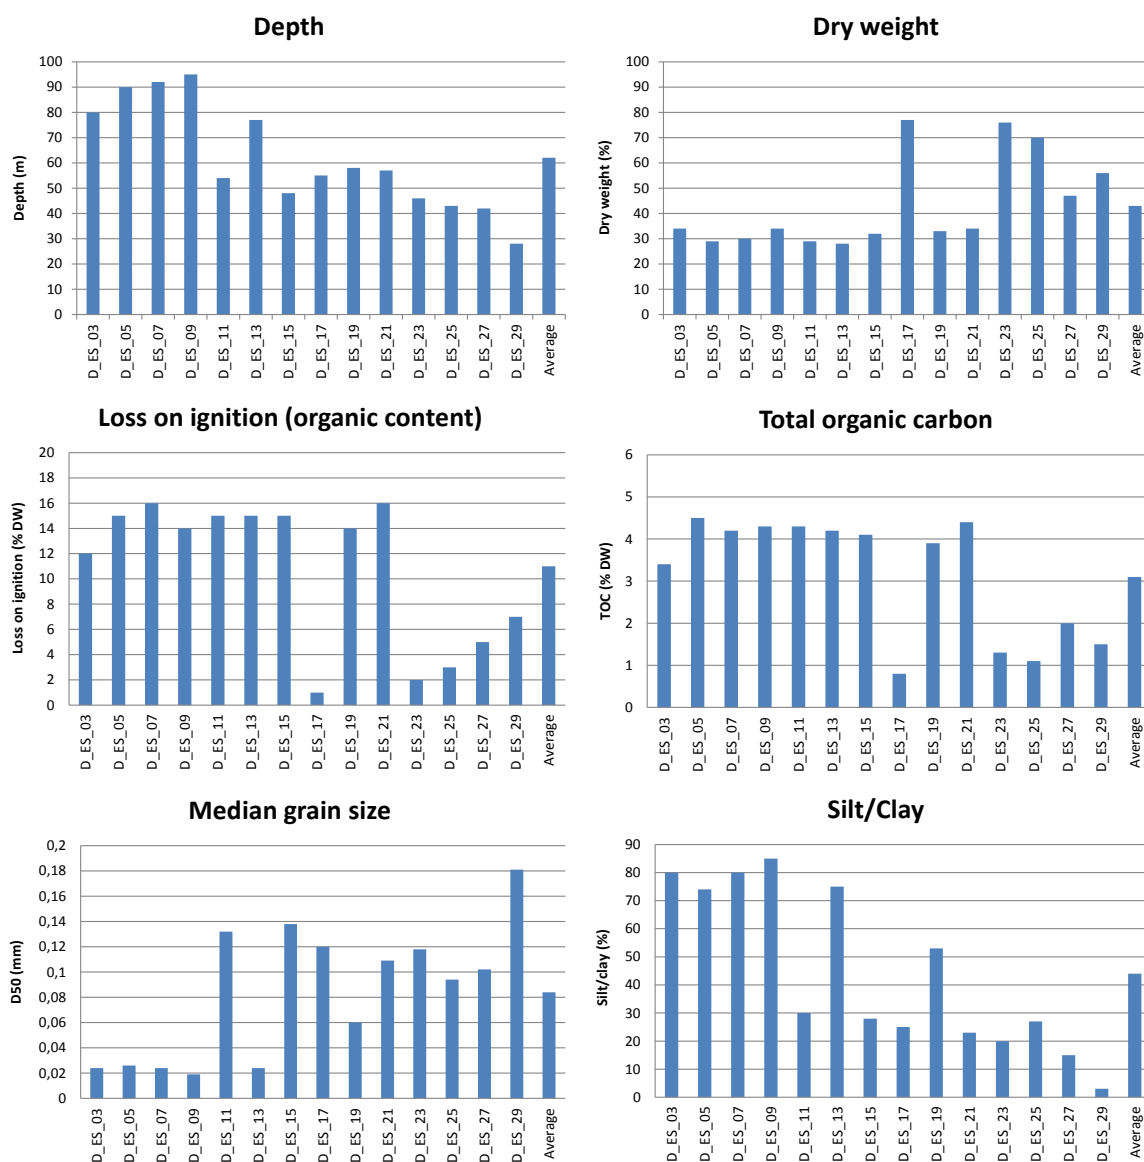 Depth
100
90
80
70
60
50
40
30
20
10
0
Depth (m)
D_ES_03
D_ES_05
D_ES_07
D_ES_09
D_ES_11
D_ES_13
D_ES_15
D_ES_17
D_ES_19
D_ES_21
D_ES_23
D_ES_25
D_ES_27
D_ES_29
Average
Dry weight
100
90
80
70
60
50
40
30
20
10
0
Dry weight (%)
D_ES_03
D_ES_05
D_ES_07
D_ES_09
D_ES_11
D_ES_13
D_ES_15
D_ES_17
D_ES_19
D_ES_21
D_ES_23
D_ES_25
D_ES_27
D_ES_29
Average
Loss on ignition (organic content)
20
18
16
14
12
10
8
6
4
2
0
Loss on ignition (% DW)
D_ES_03
D_ES_05
D_ES_07
D_ES_09
D_ES_11
D_ES_13
D_ES_15
D_ES_17
D_ES_19
D_ES_21
D_ES_23
D_ES_25
D_ES_27
D_ES_29
Average
Total organic carbon
6
5
4
3
2
1
0
TOC (% DW)
D_ES_03
D_ES_05
D_ES_07
D_ES_09
D_ES_11
D_ES_13
D_ES_15
D_ES_17
D_ES_19
D_ES_21
D_ES_23
D_ES_25
D_ES_27
D_ES_29
Average
Median grain size
0,2
0,18
0,16
0,14
0,12
0,1
0,08
0,06
0,04
0,02
0
D50 (mm)
D_ES_03
D_ES_05
D_ES_07
D_ES_09
D_ES_11
D_ES_13
D_ES_15
D_ES_17
D_ES_19
D_ES_21
D_ES_23
D_ES_25
D_ES_27
D_ES_29
Average
Silt/Clay
90
80
70
60
50
40
30
20
10
0
Silt/clay (%)
D_ES_03
D_ES_05
D_ES_07
D_ES_09
D_ES_11
D_ES_13
D_ES_15
D_ES_17
D_ES_19
D_ES_21
D_ES_23
D_ES_25
D_ES_27
D_ES_29
Average